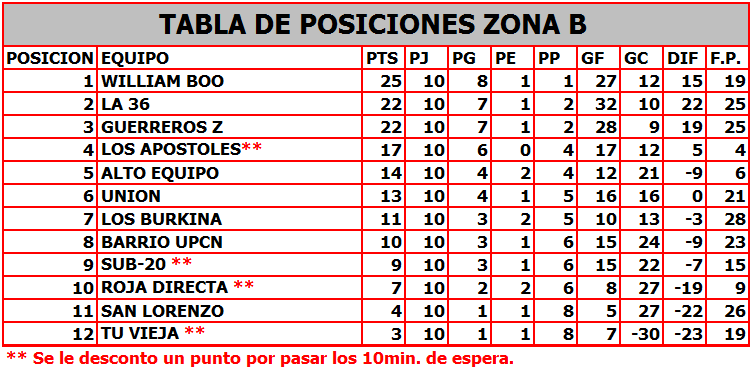 TABLA DE POSICIONES ZONA B
POSICION EQUIPO PTS PJ PG PE PP GF GC DIF F.P.
1 WILLIAM BOO 25 10 8 1 1 27 12 15 19
2 LA 36 22 10 7 1 2 32 10 22 25
3 GUERREROS Z 22 10 7 1 2 28 9 19 25
4 LOS APOSTOLES** 17 10 6 0 4 17 12 5 4
5 ALTO EQUIPO 14 10 4 2 4 12 21 -9 6
6 UNION 13 10 4 1 5 16 16 0 21
7 LOS BURKINA 11 10 3 2 5 10 13 -3 28
8 BARRIO UPCN 10 10 3 1 6 15 24 -9 23
9 SUB-20 ** 9 10 3 1 6 15 22 -7 15
10 ROJA DIRECTA ** 7 10 2 2 6 8 27 -19 9
11 SAN LORENZO 4 10 1 1 8 5 27 -22 26
12 TU VIEJA ** 3 10 1 1 8 7 -30 -23 19
** Se le desconto un punto por pasar los 10min. de espera.